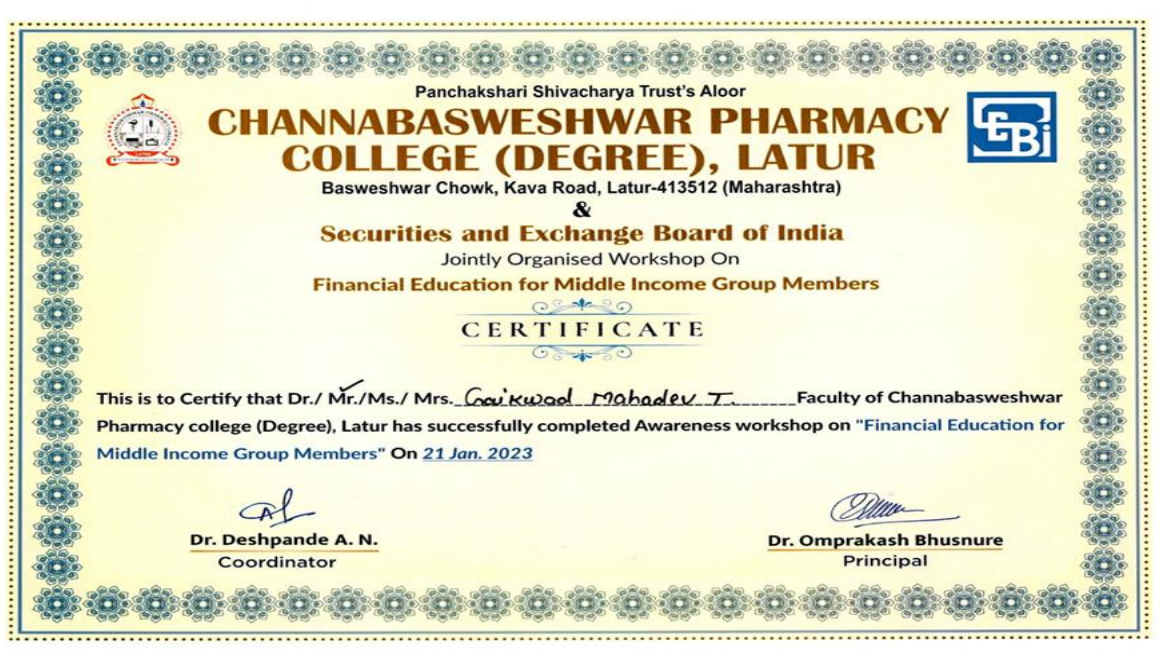 Panchakshari Shivacharya Trust's Aloor
CHANNABASWESHWAR PHARMACY
COLLEGE (DEGREE), LATUR
SEBi
Basweshwar Chowk, Kava Road, Latur-413512 (Maharashtra)
&
Securities and Exchange Board of India
Jointly Organised Workshop On
Financial Education for Middle Income Group Members
CERTIFICATE
This is to Certify that Dr./ Mr./Ms./ Mrs. Gaikwad Mahadev T. Faculty of Channabasweshwar
Pharmacy college (Degree), Latur has successfully completed Awareness workshop on "Financial Education for
Middle Income Group Members" On 21 Jan. 2023
Dr. Deshpande A. N.
Coordinator
Dr. Omprakash Bhusnure
Principal